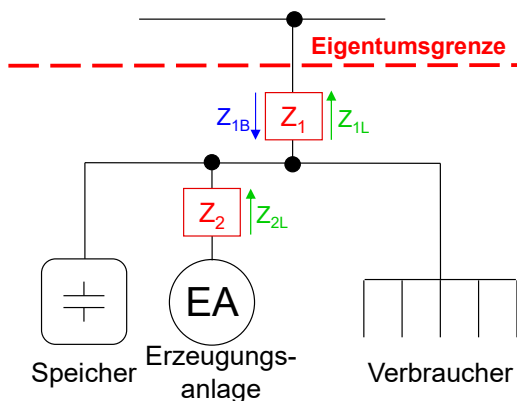 Eigentumsgrenze
Z1B
Z1
Z1L
Z2
Z2L
EA
Speicher
Erzeugungs-
anlage
Verbraucher